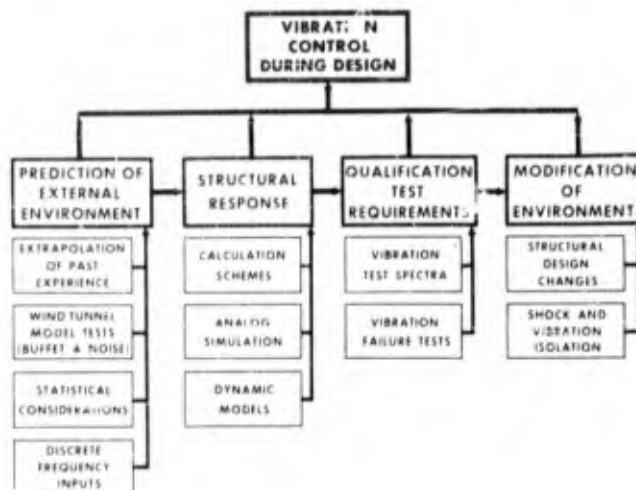 VIBRATI N
CONTROL
DURING DESIGN
PREDICTION OF
EXTERNAL
ENVIRONMENT
STRUCTURAL
RESPONSE
QUALIFICATION
TEST
REQUIREMENTS
MODIFICATION
OF
ENVIRONMENT
EXTRAPOLATION
OF PAST
EXPERIENCE
CALCULATION
SCHEMES
VIBRATION
TEST SPECTRA
STRUCTURAL
DESIGN
CHANGES
WIND TUNNEL
MODEL TESTS
(BUFFET & NOISE)
ANALOG
SIMULATION
VIBRATION
FAILURE TESTS
SHOCK AND
VIBRATION
ISOLATION
STATISTICAL
CONSIDERATIONS
DYNAMIC
MODELS
DISCRETE
FREQUENCY
INPUTS